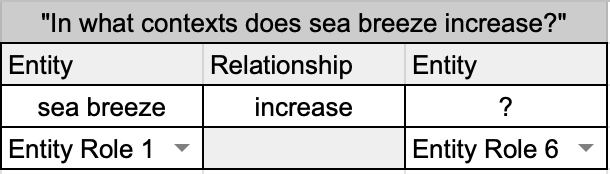 "In what contexts does sea breeze increase?"
Entity Relationship Entity
sea breeze increase ?
Entity Role 1 Entity Role 6